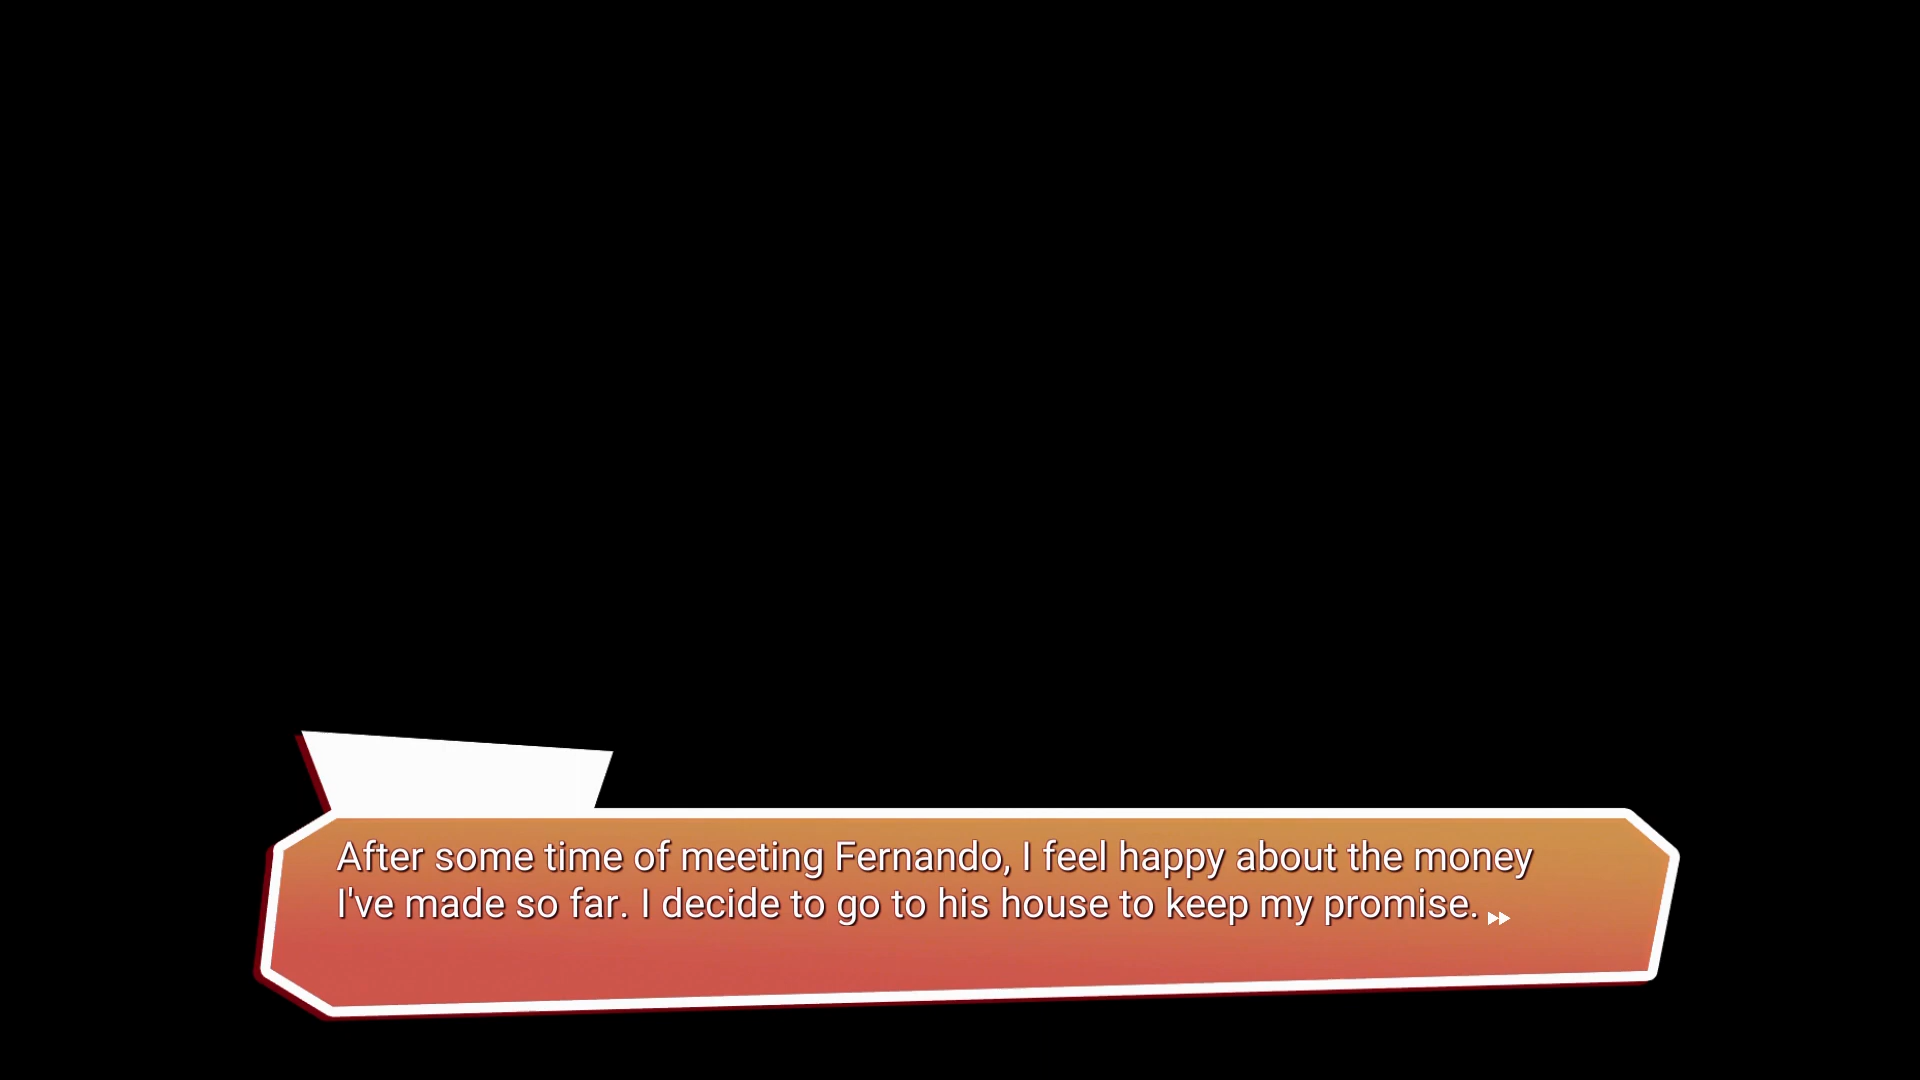 After some time of meeting Fernando, I feel happy about the money
I've made so far. I decide to go to his house to keep my promise.